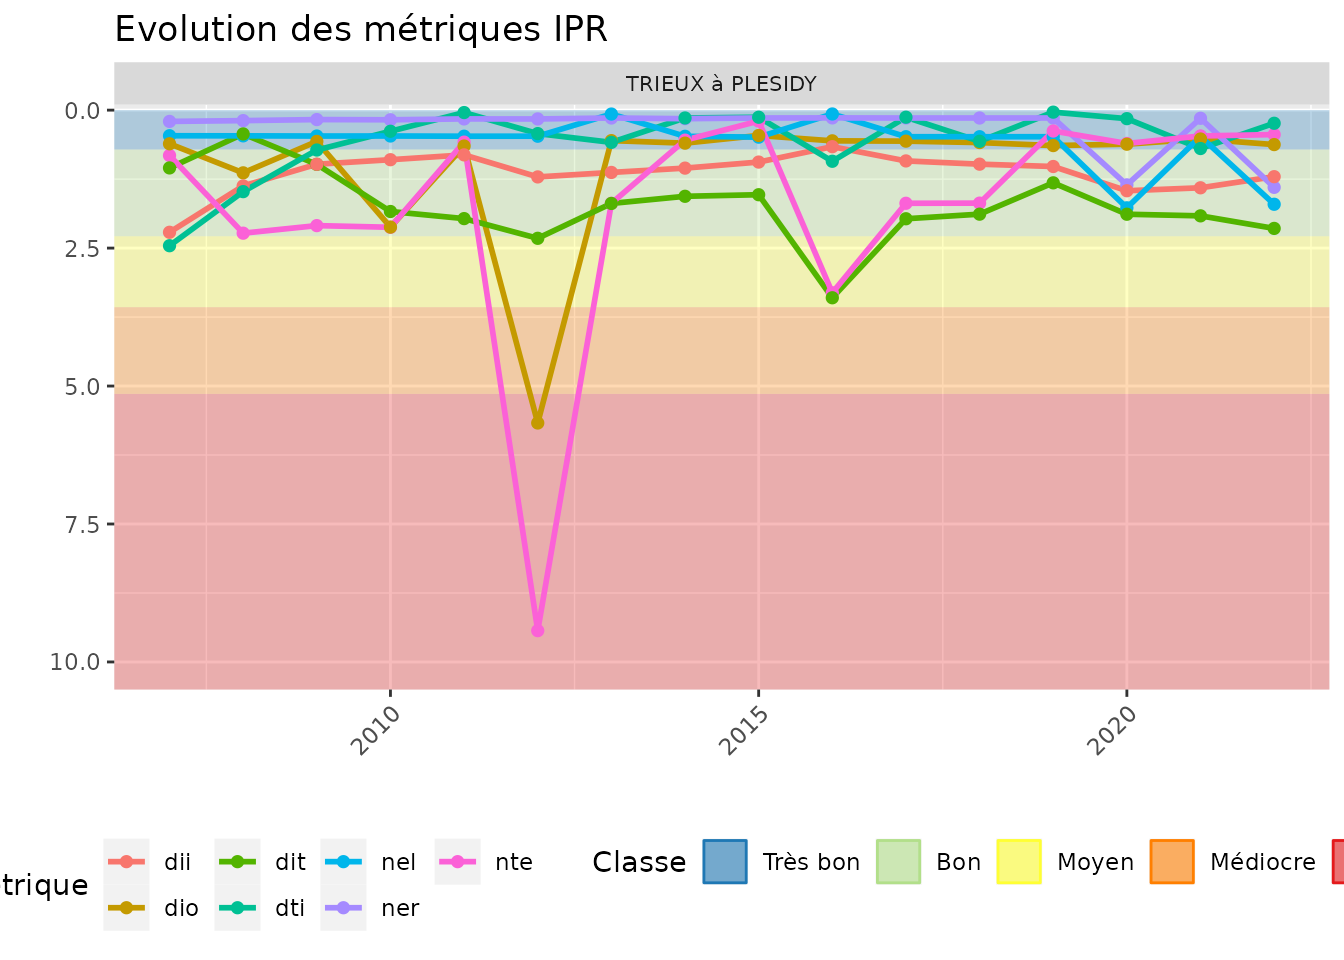 Evolution des métriques IPR
TRIEUX à PLESIDY
0.0
2.5
5.0
7.5
10.0
2010
2015
2020
trique
dii
dit
nel
nte
dio
dti
ner
Classe
Très bon
Bon
Moyen
Médiocre